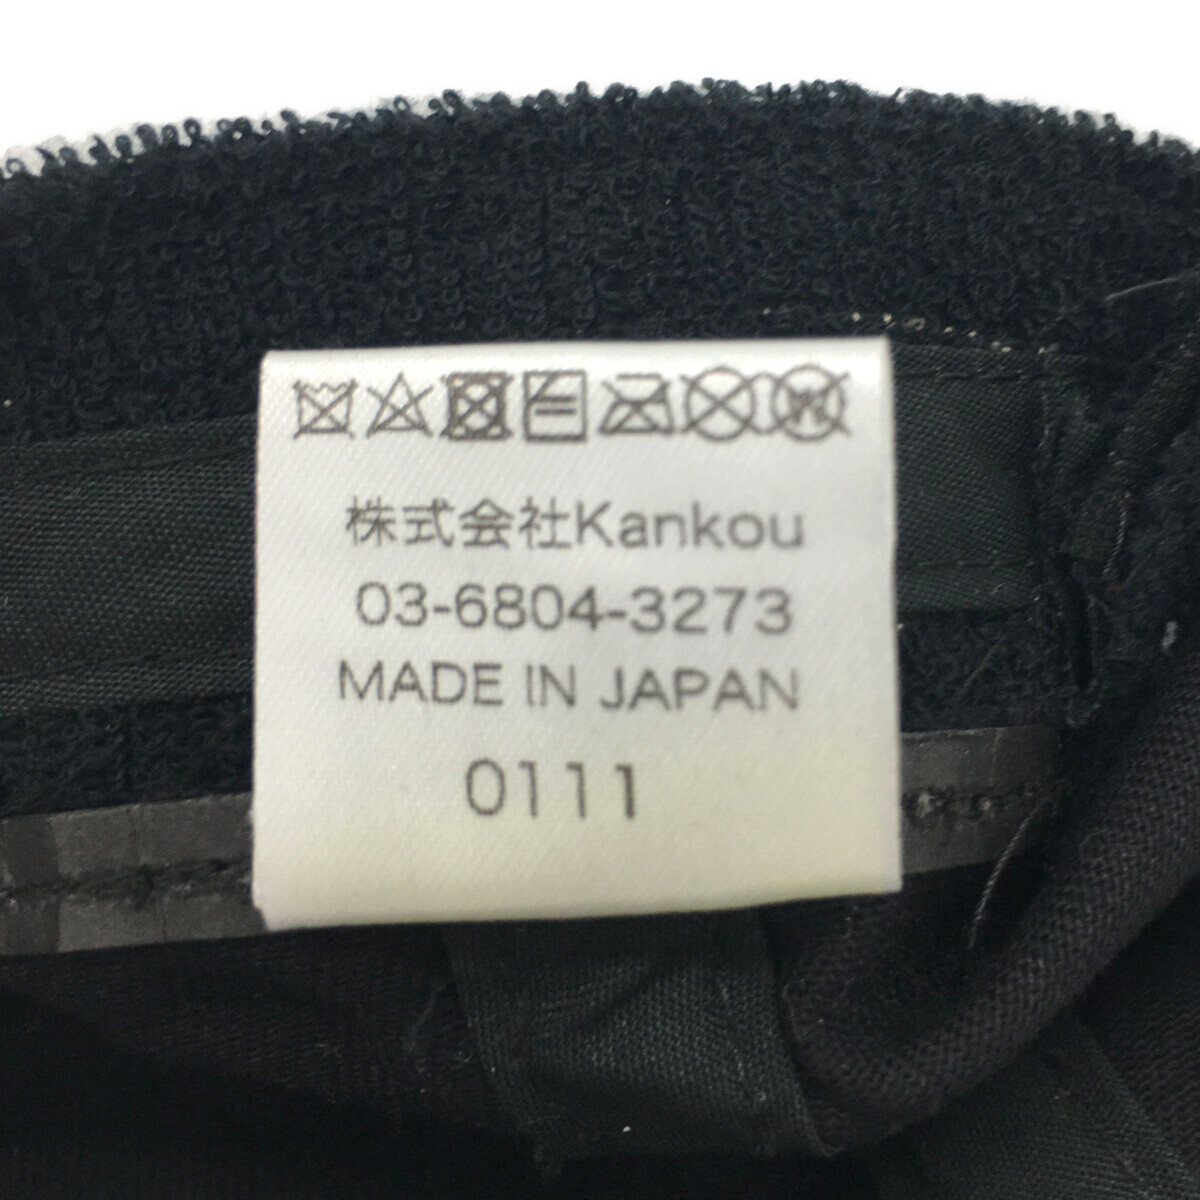 株式会社Kankou
03-6804-3273
MADE IN JAPAN
0111